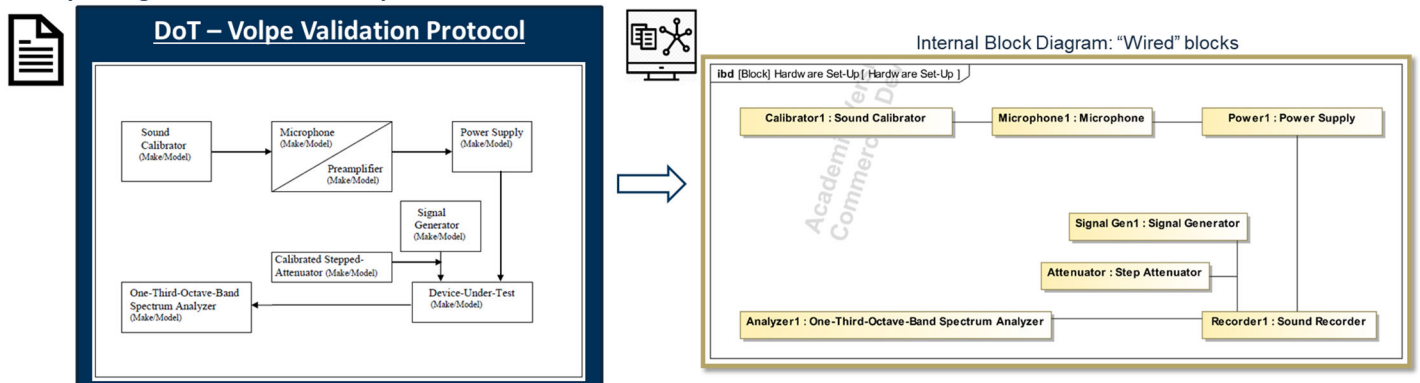 DoT – Volpe Validation Protocol
Sound
Calibrator
(Make/Model)
Microphone
(Make/Model)
Preamplifier
(Make/Model)
Power Supply
(Make/Model)
Signal
Generator
(Make/Model)
Calibrated Stepped-
Attenuator (Make/Model)
One-Third-Octave-Band
Spectrum Analyzer
(Make/Model)
Device-Under-Test
(Make/Model)
Internal Block Diagram: “Wired” blocks
ibd [Block] Hardware Set-Up[ Hardware Set-Up ]
Calibrator1 : Sound Calibrator
Microphone1 : Microphone
Power1 : Power Supply
Signal Gen1 : Signal Generator
Attenuator : Step Attenuator
Analyzer1 : One-Third-Octave-Band Spectrum Analyzer
Recorder1 : Sound Recorder